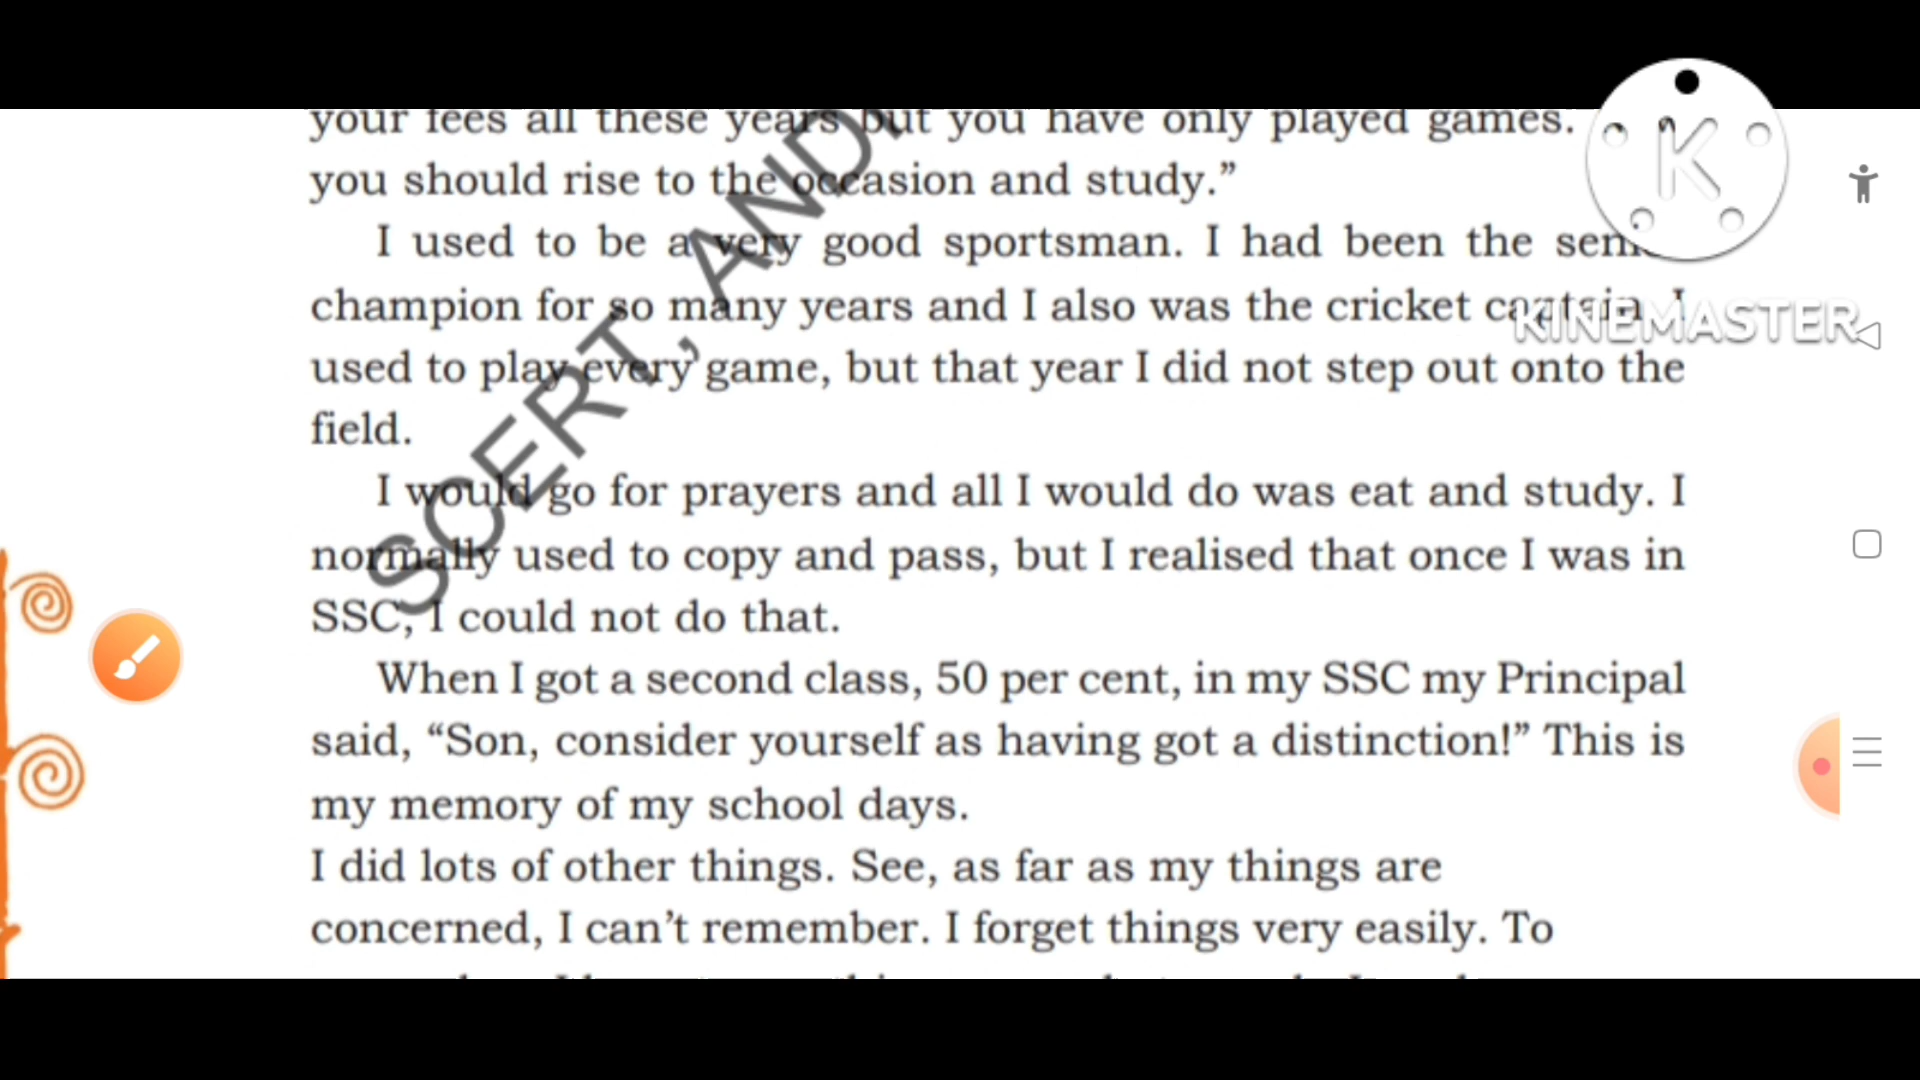 your fees all these years but you have only played games.
you should rise to the occasion and study.”
I used to be a very good sportsman. I had been the
champion for so many years and I also was the cricket captain. I
used to play every game, but that year I did not step out onto the
field.
I would go for prayers and all I would do was eat and study. I
normally used to copy and pass, but I realised that once I was in
SSC, I could not do that.
When I got a second class, 50 per cent, in my SSC my Principal
said, “Son, consider yourself as having got a distinction!” This is
my memory of my school days.
I did lots of other things. See, as far as my things are
concerned, I can’t remember. I forget things very easily. To
SCERT,
K
KINEMASTER